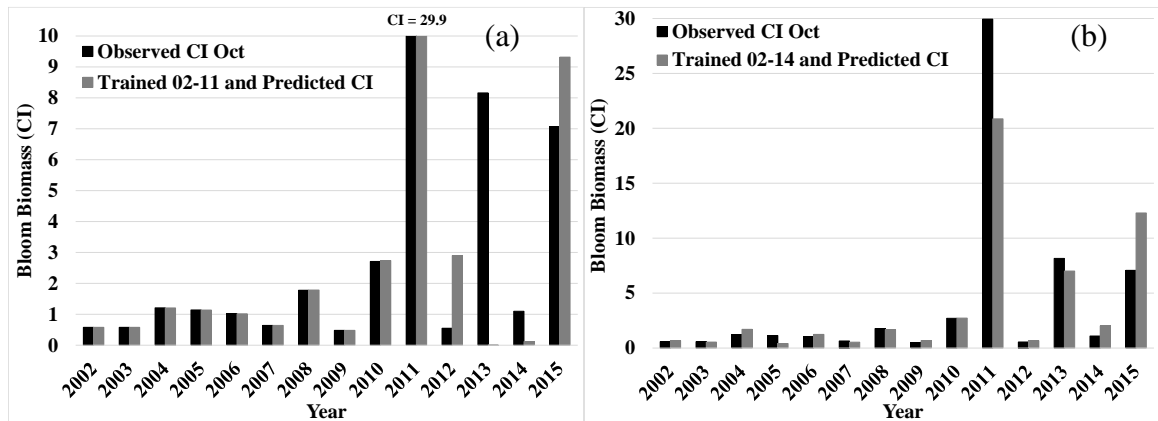 CI = 29.9
(a)
Observed CI Oct
Trained 02-11 and Predicted CI
Bloom Biomass (CI)
10
9
8
7
6
5
4
3
2
1
0
2002 2003 2004 2005 2006 2007 2008 2009 2010 2011 2012 2013 2014 2015
Year
(b)
Observed CI Oct
Trained 02-14 and Predicted CI
Bloom Biomass (CI)
30
25
20
15
10
5
0
2002 2003 2004 2005 2006 2007 2008 2009 2010 2011 2012 2013 2014 2015
Year